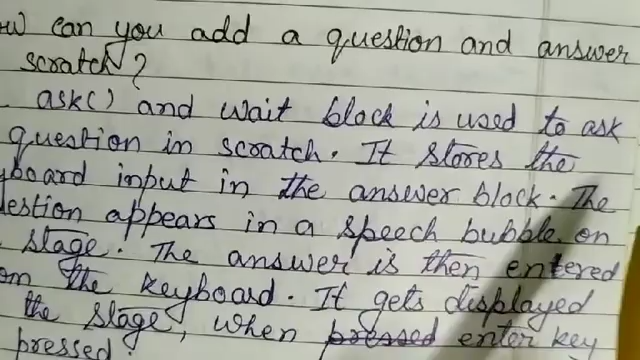 w can you add a question and answer
scratch?
ask() and wait block is used to ask
question in scratch. It stores the
yboard input in the answer block. The
estion appears in a speech bubble on
stage. The answer is then entered
om the keyboard. It gets displayed
the stage, when pressed enter key
pressed.